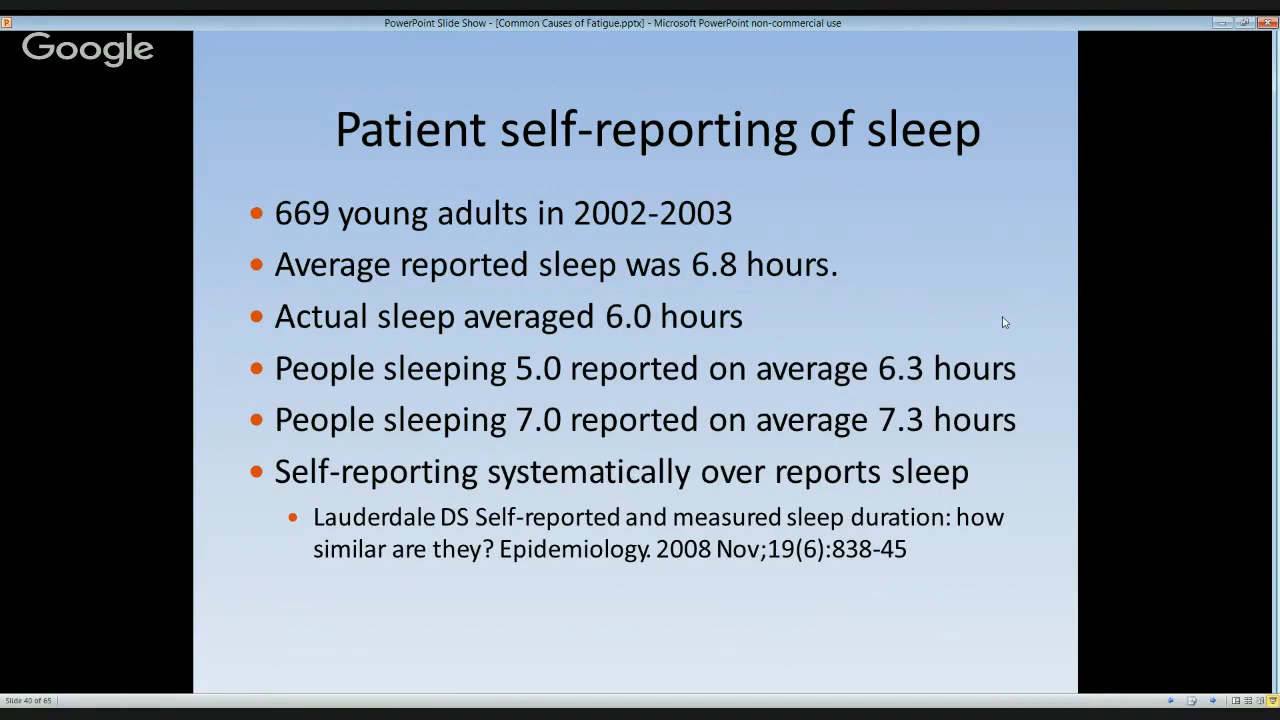 PowerPoint Slide Show - [Common Causes of Fatigue.pptx] - Microsoft PowerPoint non-commercial use
Google
Patient self-reporting of sleep
669 young adults in 2002-2003
Average reported sleep was 6.8 hours.
Actual sleep averaged 6.0 hours
People sleeping 5.0 reported on average 6.3 hours
People sleeping 7.0 reported on average 7.3 hours
Self-reporting systematically over reports sleep
Lauderdale DS Self-reported and measured sleep duration: how
similar are they? Epidemiology. 2008 Nov;19(6):838-45
Slide 40 of 65